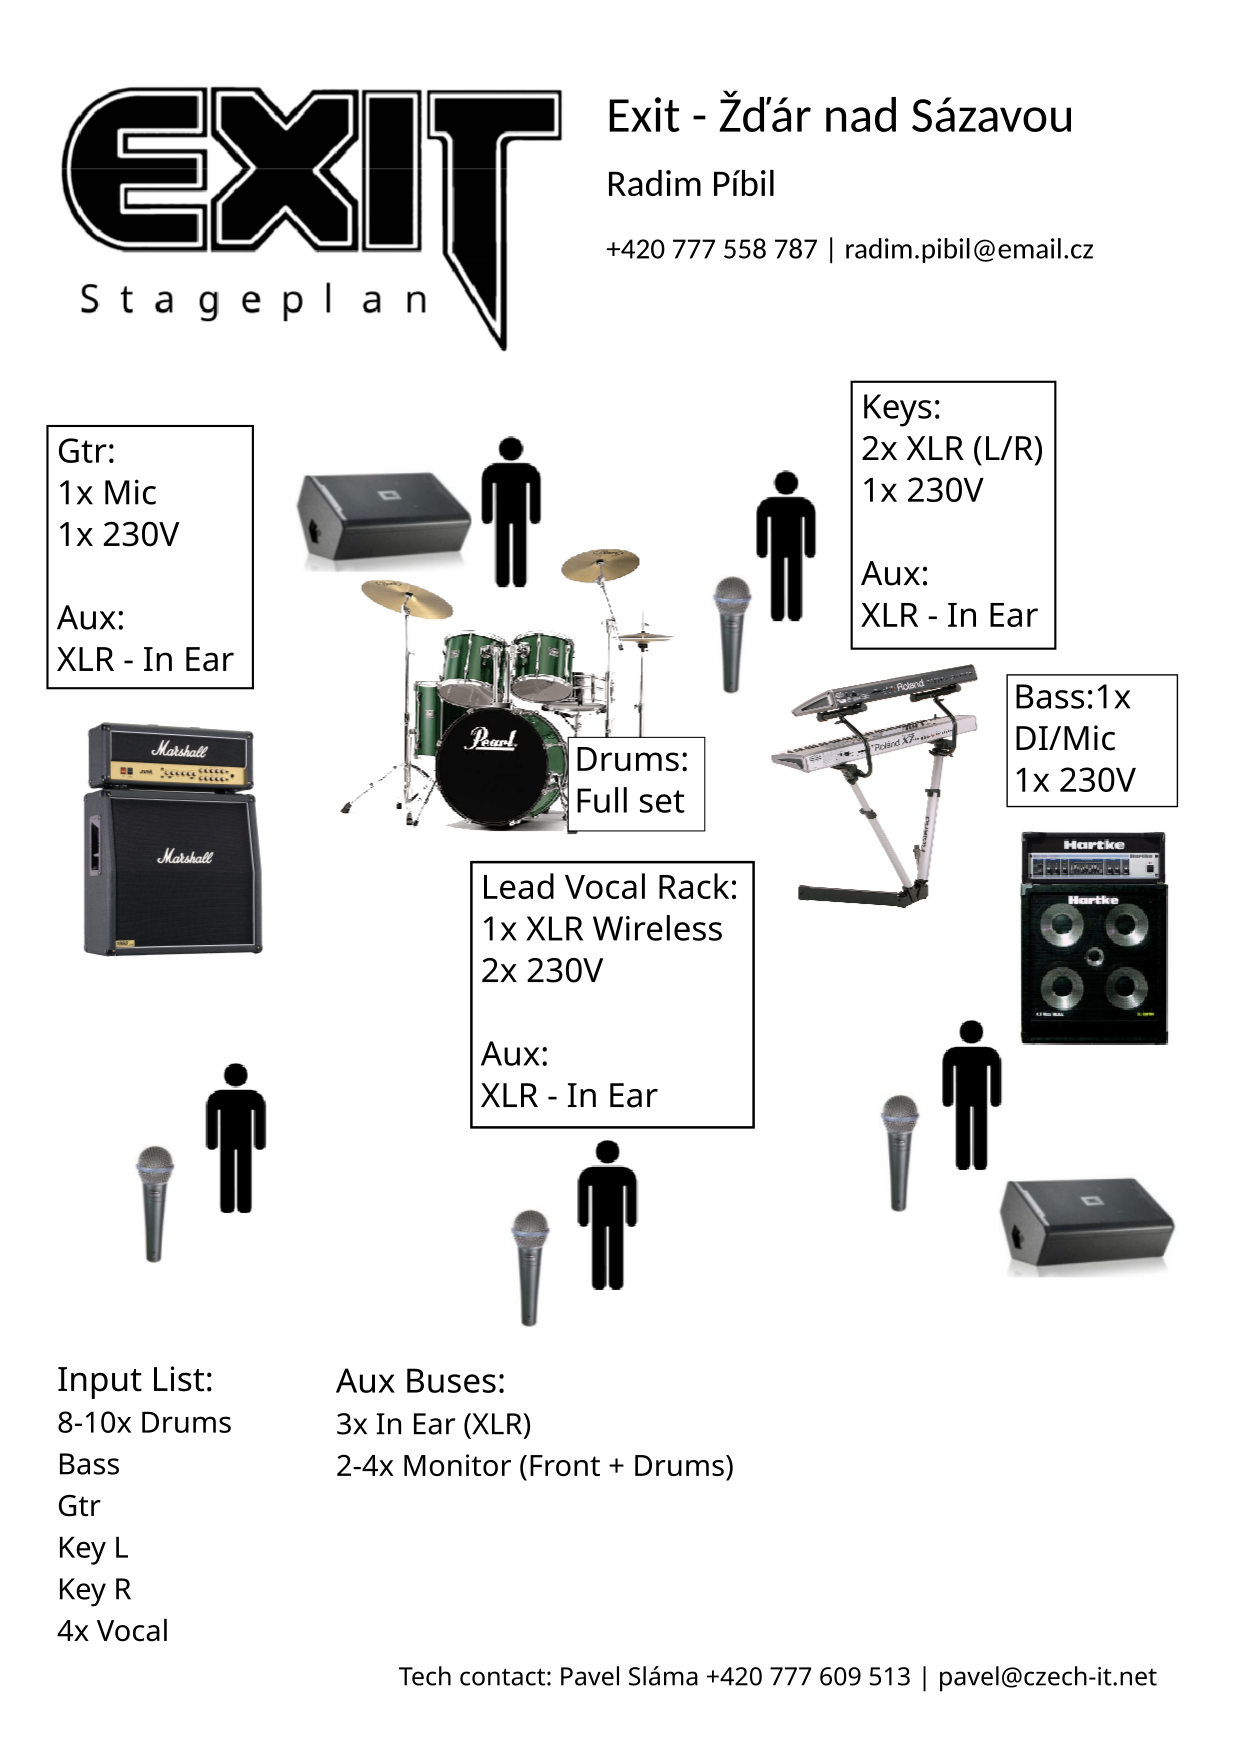 EXIT
Stageplan
Exit - Žďár nad Sázavou
Radim Píbil
+420 777 558 787 | radim.pibil@email.cz
Keys:
2x XLR (L/R)
1x 230V
Aux:
XLR - In Ear
Gtr:
1x Mic
1x 230V
Aux:
XLR - In Ear
Bass:1x
DI/Mic
1x 230V
Roland
Roland X7
Marshall
Marshall
Pearl
Drums:
Full set
Hartke
Hartke
Lead Vocal Rack:
1x XLR Wireless
2x 230V
Aux:
XLR - In Ear
Input List:
8-10x Drums
Bass
Gtr
Key L
Key R
4x Vocal
Aux Buses:
3x In Ear (XLR)
2-4x Monitor (Front + Drums)
Tech contact: Pavel Sláma +420 777 609 513 | pavel@czech-it.net